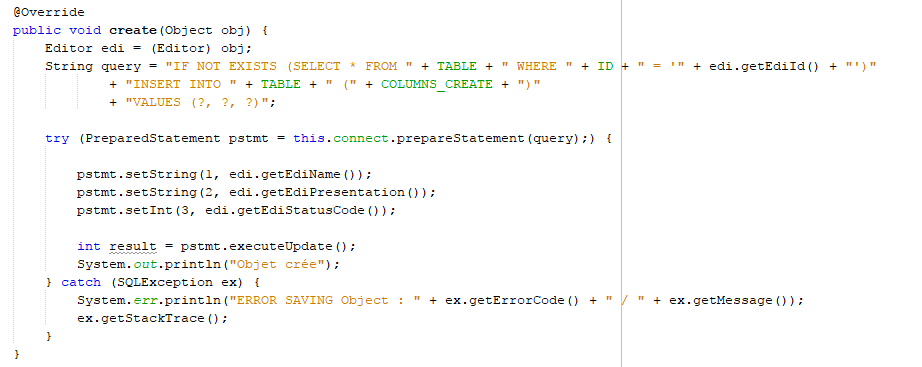 @Override
public void create(Object obj) {
    Editor edi = (Editor) obj;
    String query = "IF NOT EXISTS (SELECT * FROM " + TABLE + " WHERE " + ID + " = '" + edi.getEdiId() + "')"
            + "INSERT INTO " + TABLE + " (" + COLUMNS_CREATE + ")"
            + "VALUES (?, ?, ?)";

    try (PreparedStatement pstmt = this.connect.prepareStatement(query);) {

        pstmt.setString(1, edi.getEdiName());
        pstmt.setString(2, edi.getEdiPresentation());
        pstmt.setInt(3, edi.getEdiStatusCode());

        int result = pstmt.executeUpdate();
        System.out.println("Objet crée");
    } catch (SQLException ex) {
        System.err.println("ERROR SAVING Object : " + ex.getErrorCode() + " / " + ex.getMessage());
        ex.getStackTrace();
    }
}